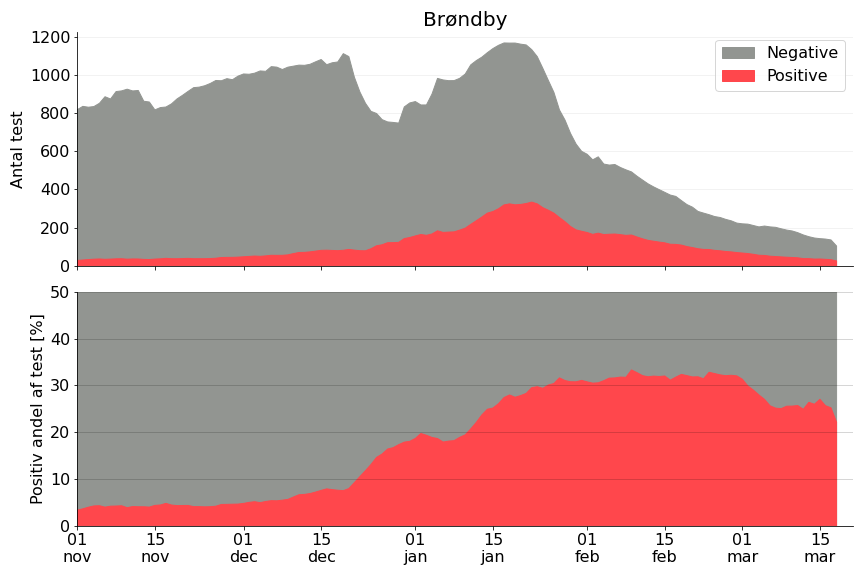 Brøndby
Antal test
1200
1000
800
600
400
200
0
Negative
Positive
Positiv andel af test [%]
50
40
30
20
10
0
01 15 01 15 01 15 01 15 01 15
nov nov dec dec jan jan feb feb mar mar